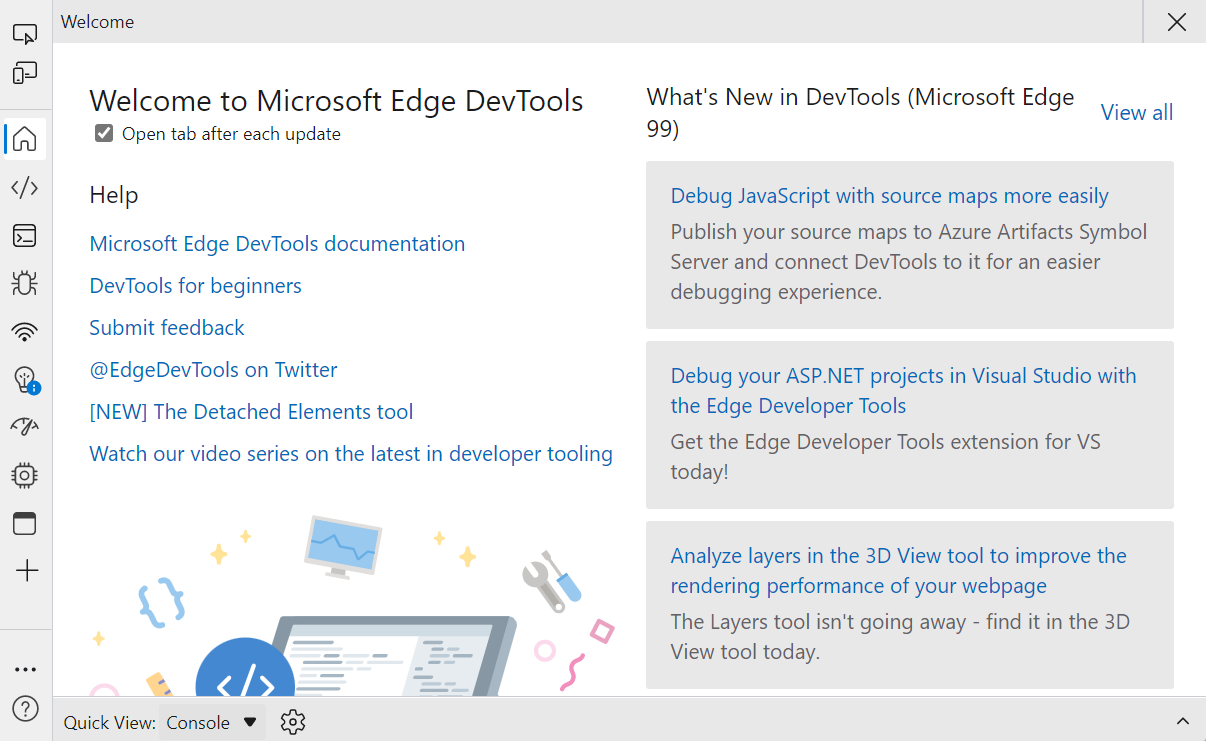 Welcome
Welcome to Microsoft Edge DevTools
Open tab after each update
Help
Microsoft Edge DevTools documentation
DevTools for beginners
Submit feedback
@EdgeDevTools on Twitter
[NEW] The Detached Elements tool
Watch our video series on the latest in developer tooling
What's New in DevTools (Microsoft Edge
99)
View all
Debug JavaScript with source maps more easily
Publish your source maps to Azure Artifacts Symbol
Server and connect DevTools to it for an easier
debugging experience.
Debug your ASP.NET projects in Visual Studio with
the Edge Developer Tools
Get the Edge Developer Tools extension for VS
today!
Analyze layers in the 3D View tool to improve the
rendering performance of your webpage
The Layers tool isn't going away - find it in the 3D
View tool today.
Quick View: Console